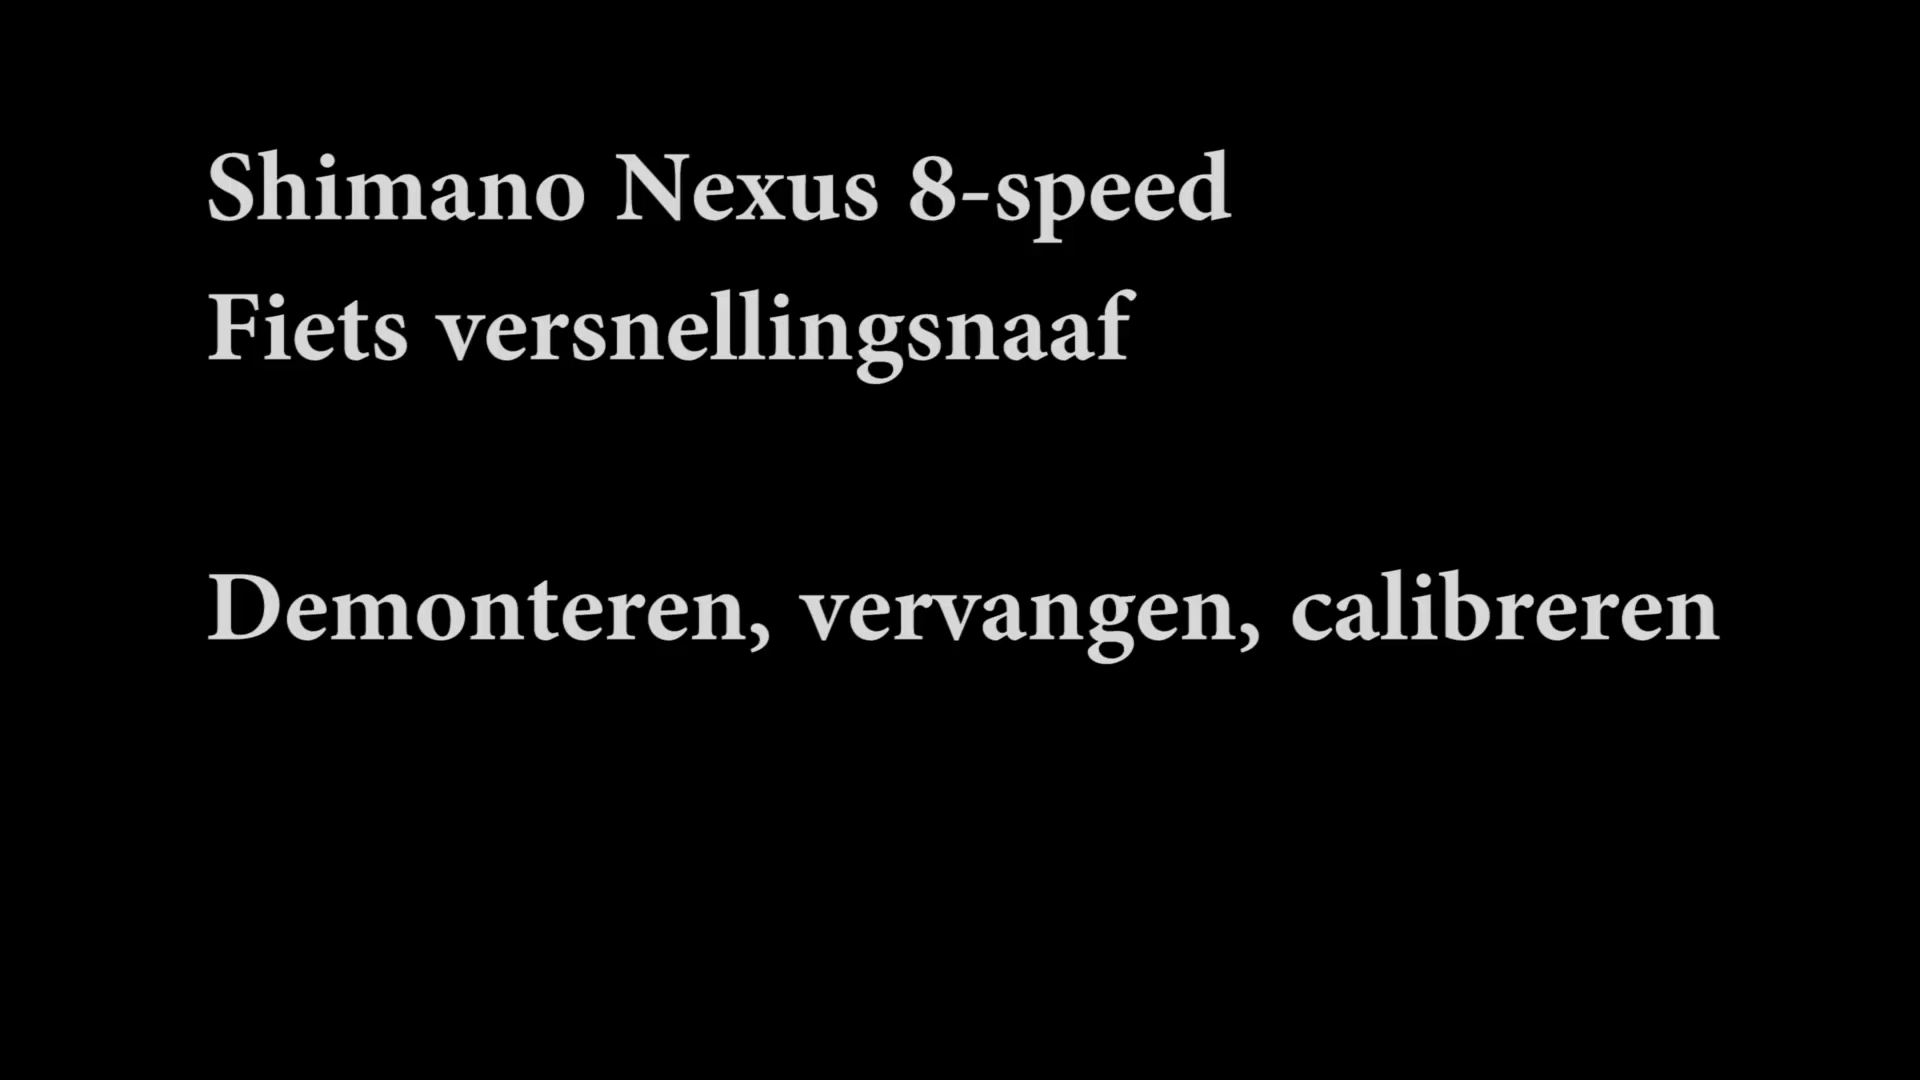 Shimano Nexus 8-speed
Fiets versnellingsnaaf
Demonteren, vervangen, calibreren